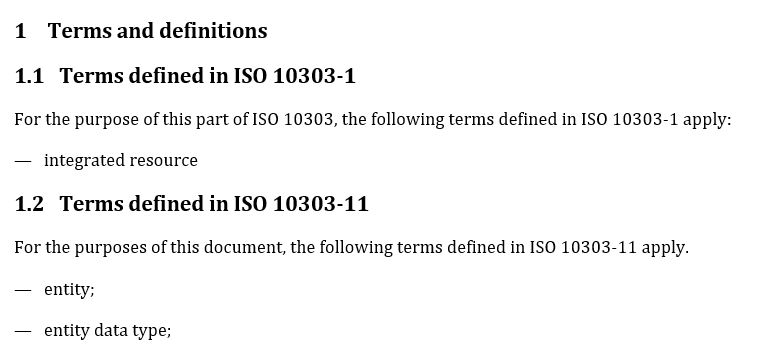 1 Terms and definitions
1.1 Terms defined in ISO 10303-1
For the purpose of this part of ISO 10303, the following terms defined in ISO 10303-1 apply:
— integrated resource
1.2 Terms defined in ISO 10303-11
For the purposes of this document, the following terms defined in ISO 10303-11 apply.
— entity;
— entity data type;